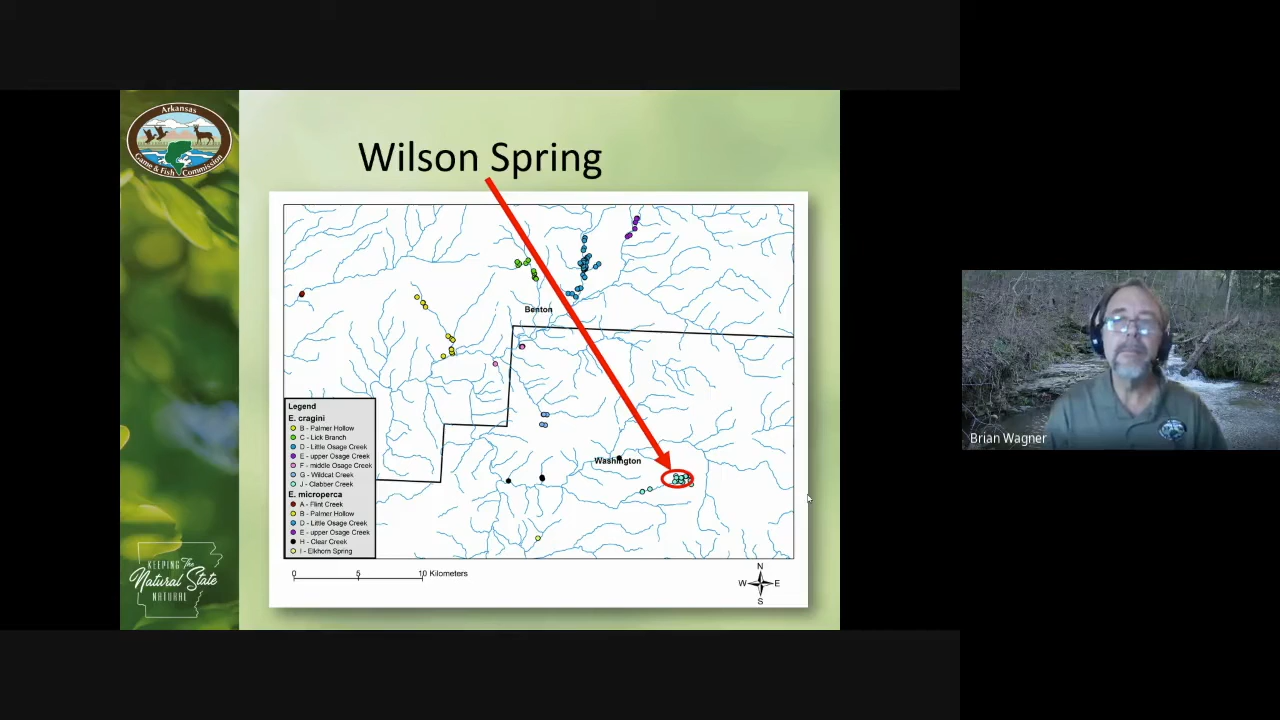 Arkansas
Game & Fish Commission
Wilson Spring
Benton
Washington
Legend
E. cragini
B - Palmer Hollow
C - Lick Branch
D - Little Osage Creek
E - upper Osage Creek
F - middle Osage Creek
G - Wildcat Creek
J - Clabber Creek
E. microperca
A - Flint Creek
B - Palmer Hollow
D - Little Osage Creek
E - upper Osage Creek
H - Clear Creek
I - Elkhorn Spring
0 5 10 Kilometers
N
W E
S
KEEPING The
Natural State
NATURAL
Brian Wagner